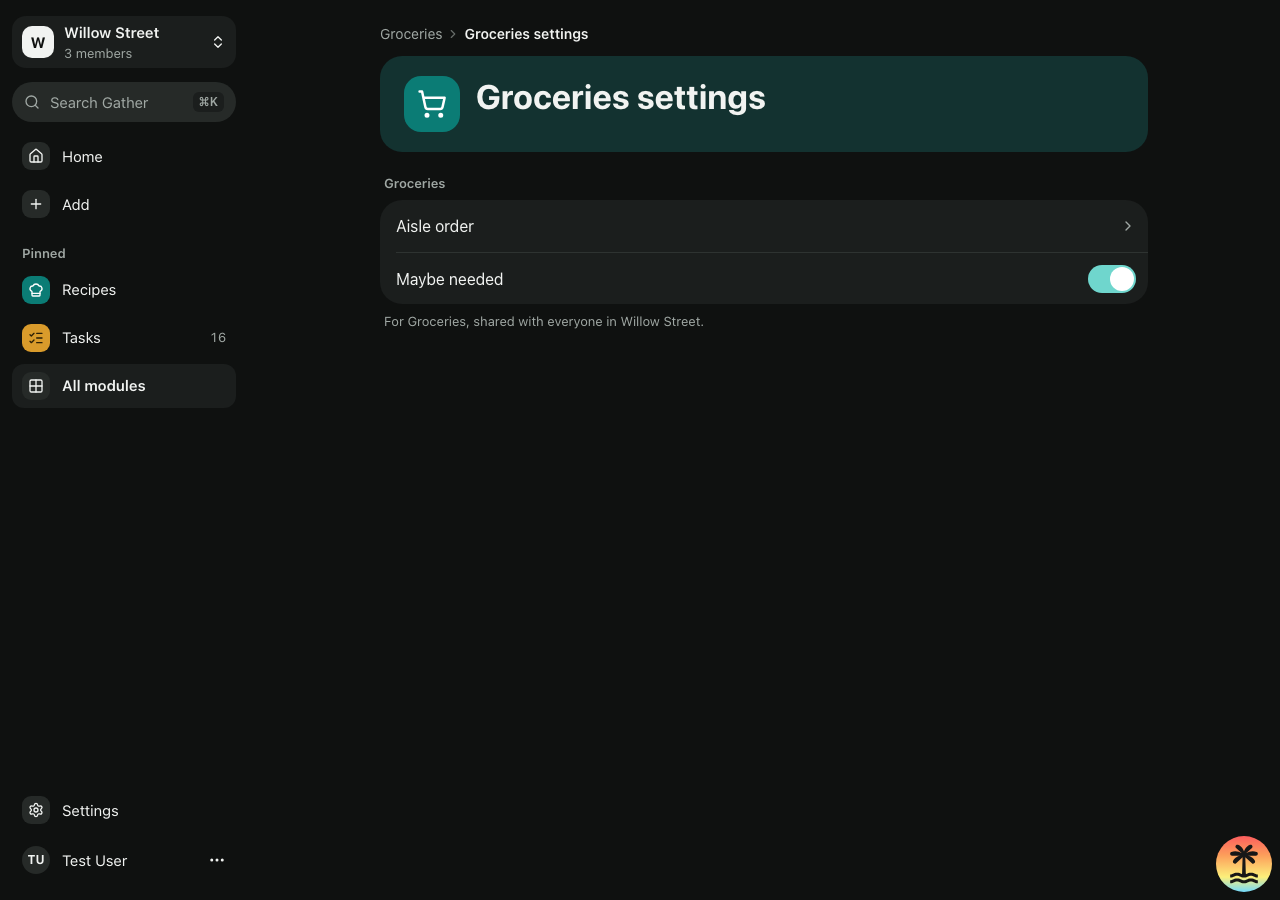 W
Willow Street
3 members
Search Gather
⌘K
Home
Add
Pinned
Recipes
Tasks
16
All modules
Settings
TU
Test User
Groceries
Groceries settings
Groceries settings
Groceries
Aisle order
Maybe needed
For Groceries, shared with everyone in Willow Street.